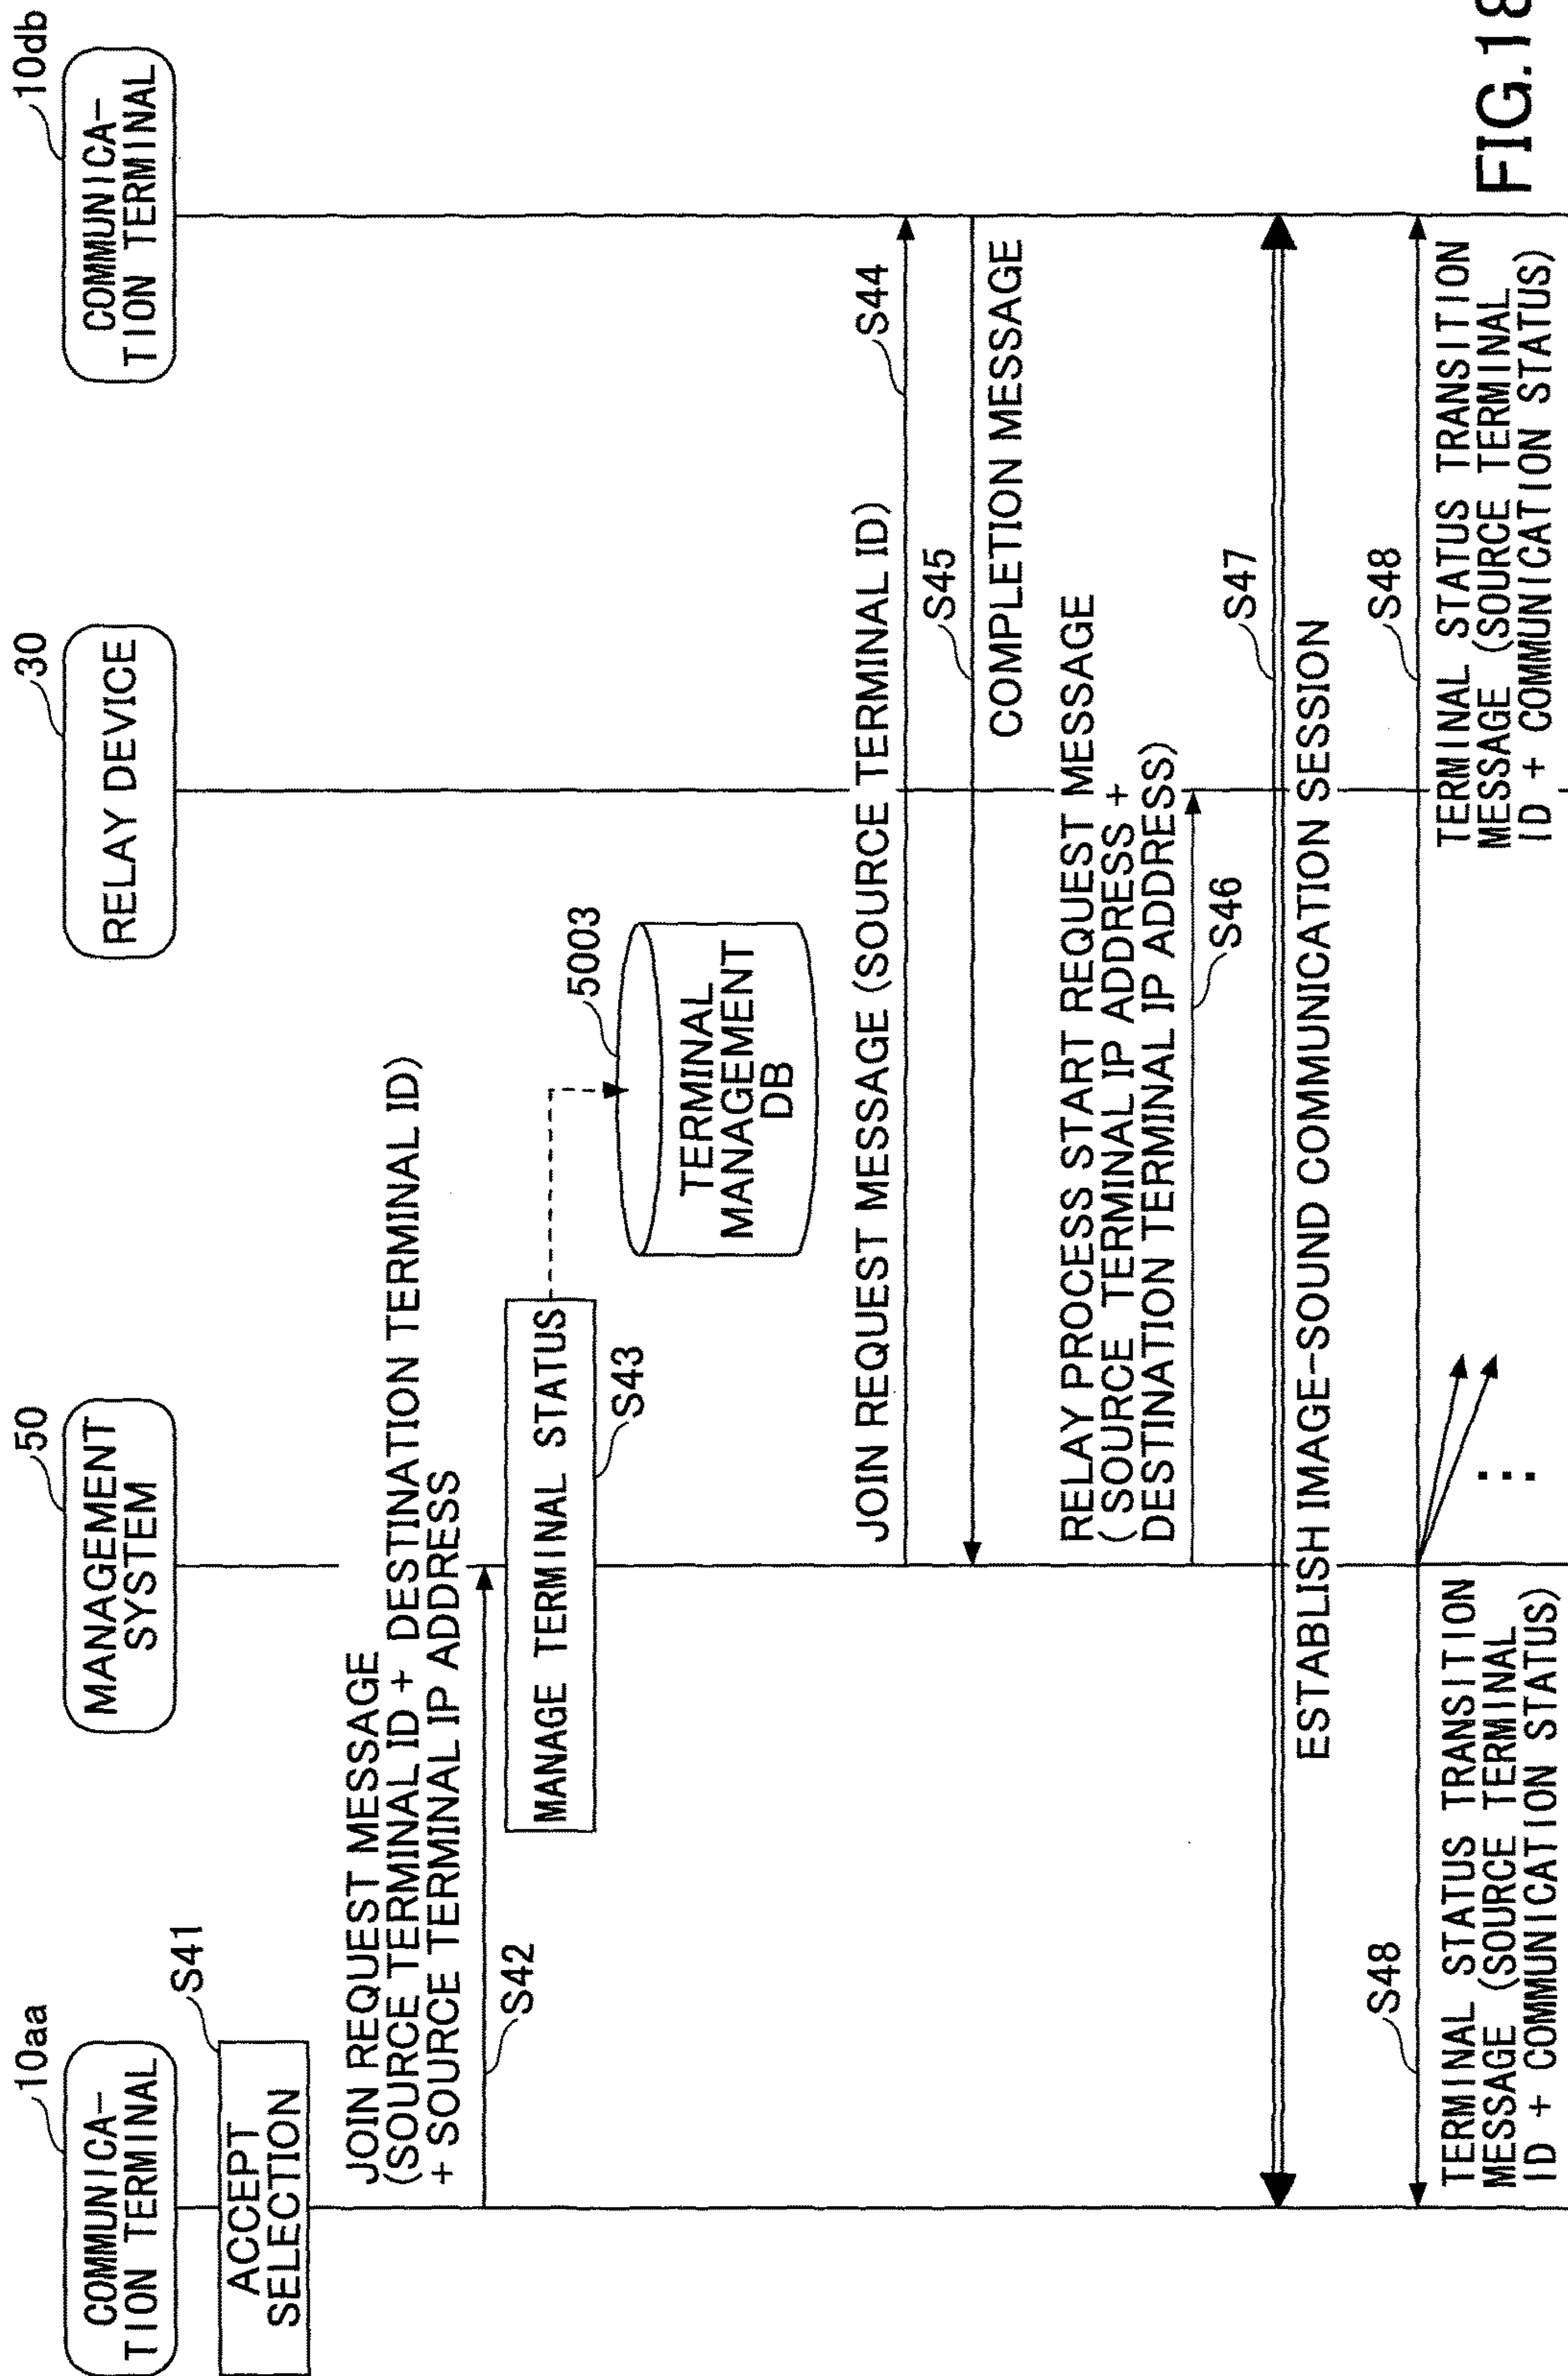 10aa
COMMUNICA-
TION TERMINAL
50
MANAGEMENT
SYSTEM
30
RELAY DEVICE
10db
COMMUNICA-
TION TERMINAL
S41
ACCEPT
SELECTION
JOIN REQUEST MESSAGE
(SOURCE TERMINAL ID + DESTINATION TERMINAL ID)
+ SOURCE TERMINAL IP ADDRESS
S42
MANAGE TERMINAL STATUS
S43
5003
TERMINAL
MANAGEMENT
DB
JOIN REQUEST MESSAGE (SOURCE TERMINAL ID)
S44
S45
COMPLETION MESSAGE
RELAY PROCESS START REQUEST MESSAGE
(SOURCE TERMINAL IP ADDRESS +
DESTINATION TERMINAL IP ADDRESS)
S46
S47
ESTABLISH IMAGE-SOUND COMMUNICATION SESSION
S48
S48
TERMINAL STATUS TRANSITION
MESSAGE (SOURCE TERMINAL
ID + COMMUNICATION STATUS)
TERMINAL STATUS TRANSITION
MESSAGE (SOURCE TERMINAL
ID + COMMUNICATION STATUS)
FIG.18